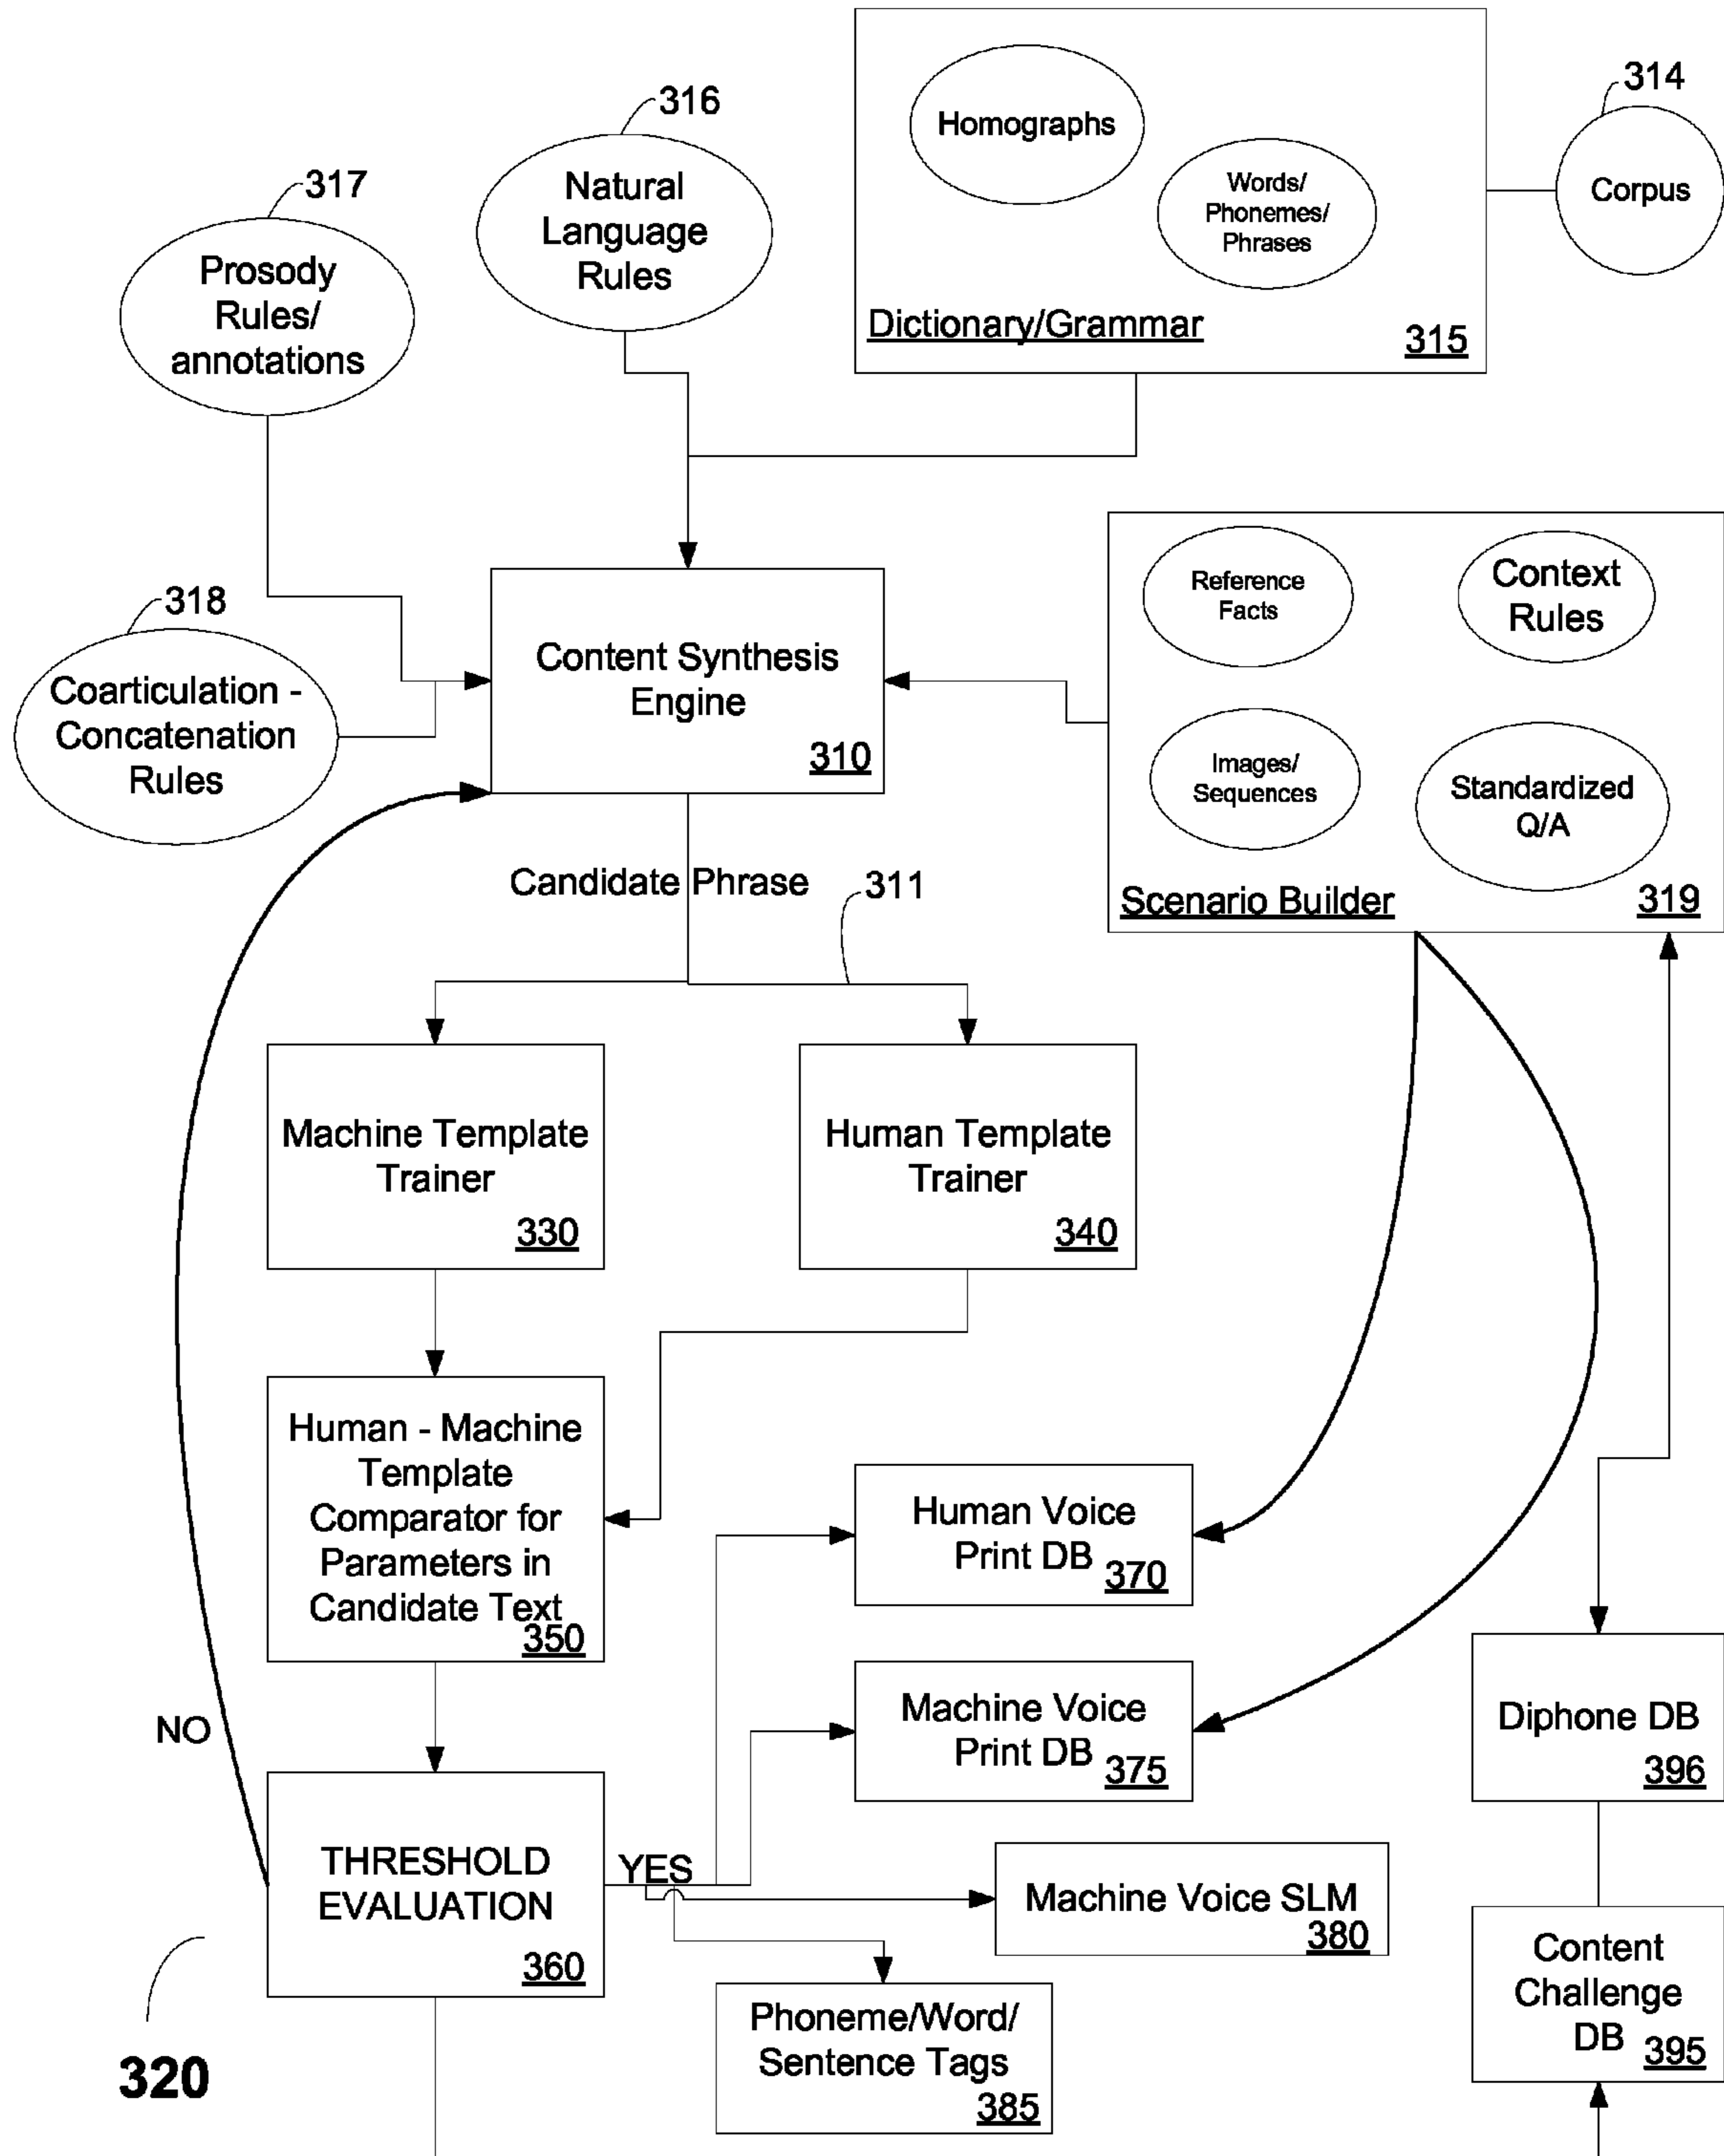 314
316
Homographs
317
Natural
Language
Rules
Words/
Phonemes/
Phrases
Corpus
Prosody
Rules/
annotations
Dictionary/Grammar
315
318
Reference
Facts
Context
Rules
Content Synthesis
Engine
310
Coarticulation -
Concatenation
Rules
Images/
Sequences
Standardized
Q/A
Candidate Phrase
311
Scenario Builder
319
Machine Template
Trainer
330
Human Template
Trainer
340
Human - Machine
Template
Comparator for
Parameters in
Candidate Text
350
Human Voice
Print DB
370
Machine Voice
Print DB
375
Diphone DB
396
NO
THRESHOLD
EVALUATION
360
YES
Machine Voice SLM
380
Content
Challenge
DB
395
Phoneme/Word/
Sentence Tags
385
320